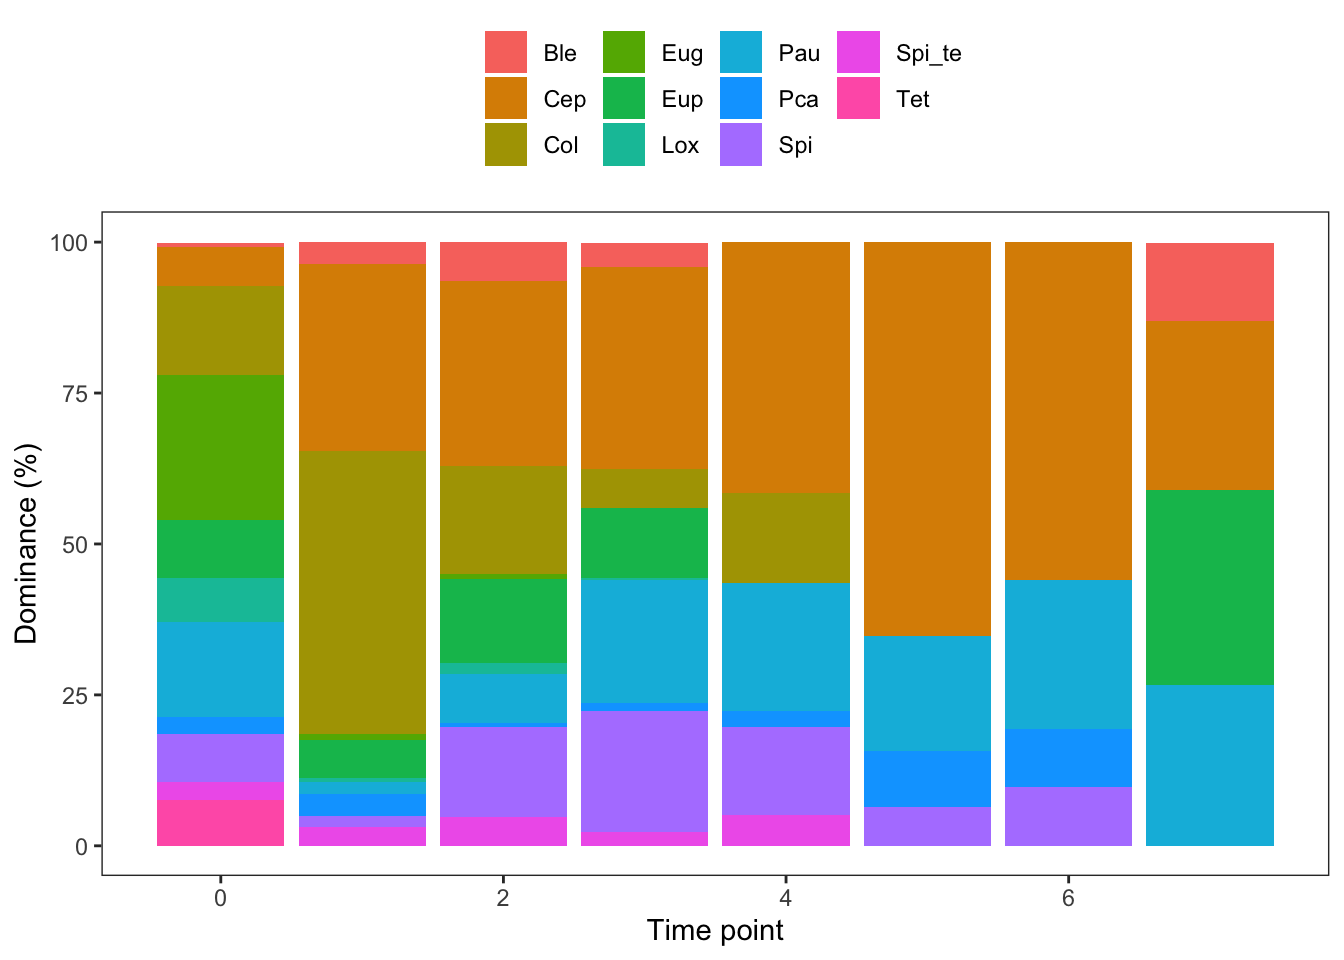 Ble Eug Pau Spi_te
Cep Eup Pca Tet
Col Lox Spi
100
75
50
25
0
Dominance (%)
0 2 4 6
Time point